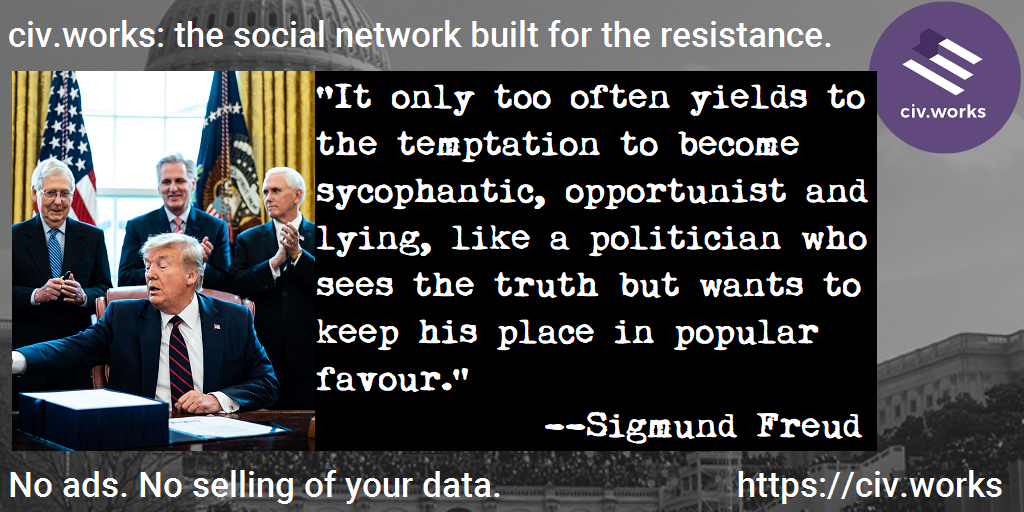 civ.works: the social network built for the resistance.
civ.works
"It only too often yields to
the temptation to become
sycophantic, opportunist and
lying, like a politician who
sees the truth but wants to
keep his place in popular
favour."
--Sigmund Freud
No ads. No selling of your data.
https://civ.works